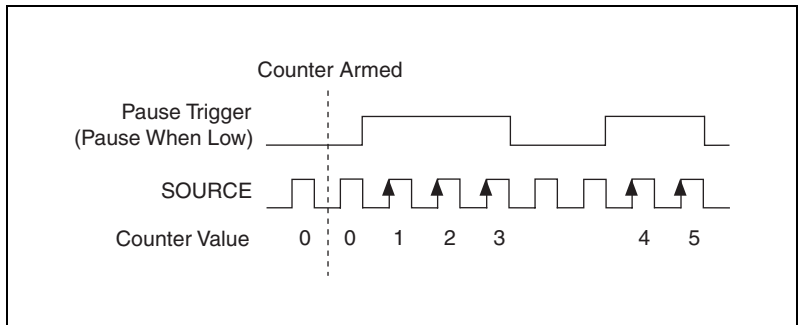 Counter Armed
Pause Trigger
(Pause When Low)
SOURCE
Counter Value 0 0 1 2 3 4 5